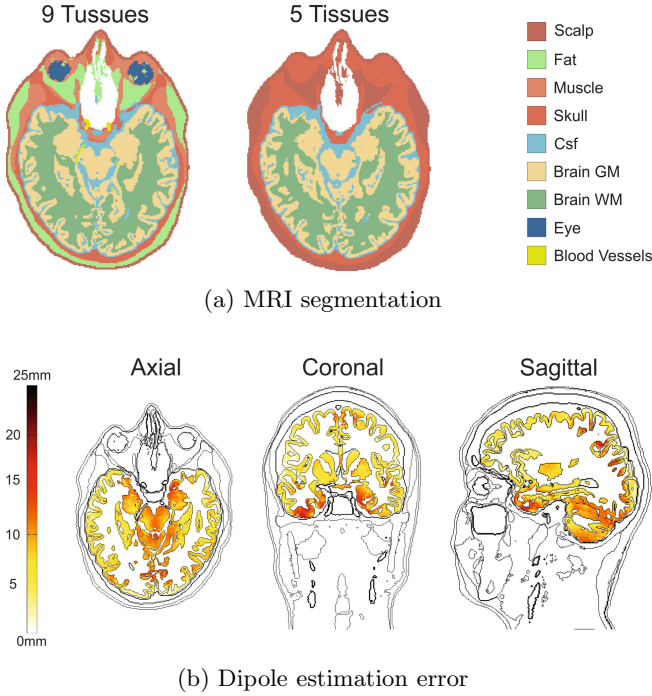 9 Tussues
5 Tissues
Scalp
Fat
Muscle
Skull
Csf
Brain GM
Brain WM
Eye
Blood Vessels
(a) MRI segmentation
Axial
Coronal
Sagittal
25mm
20
15
10
5
0mm
(b) Dipole estimation error